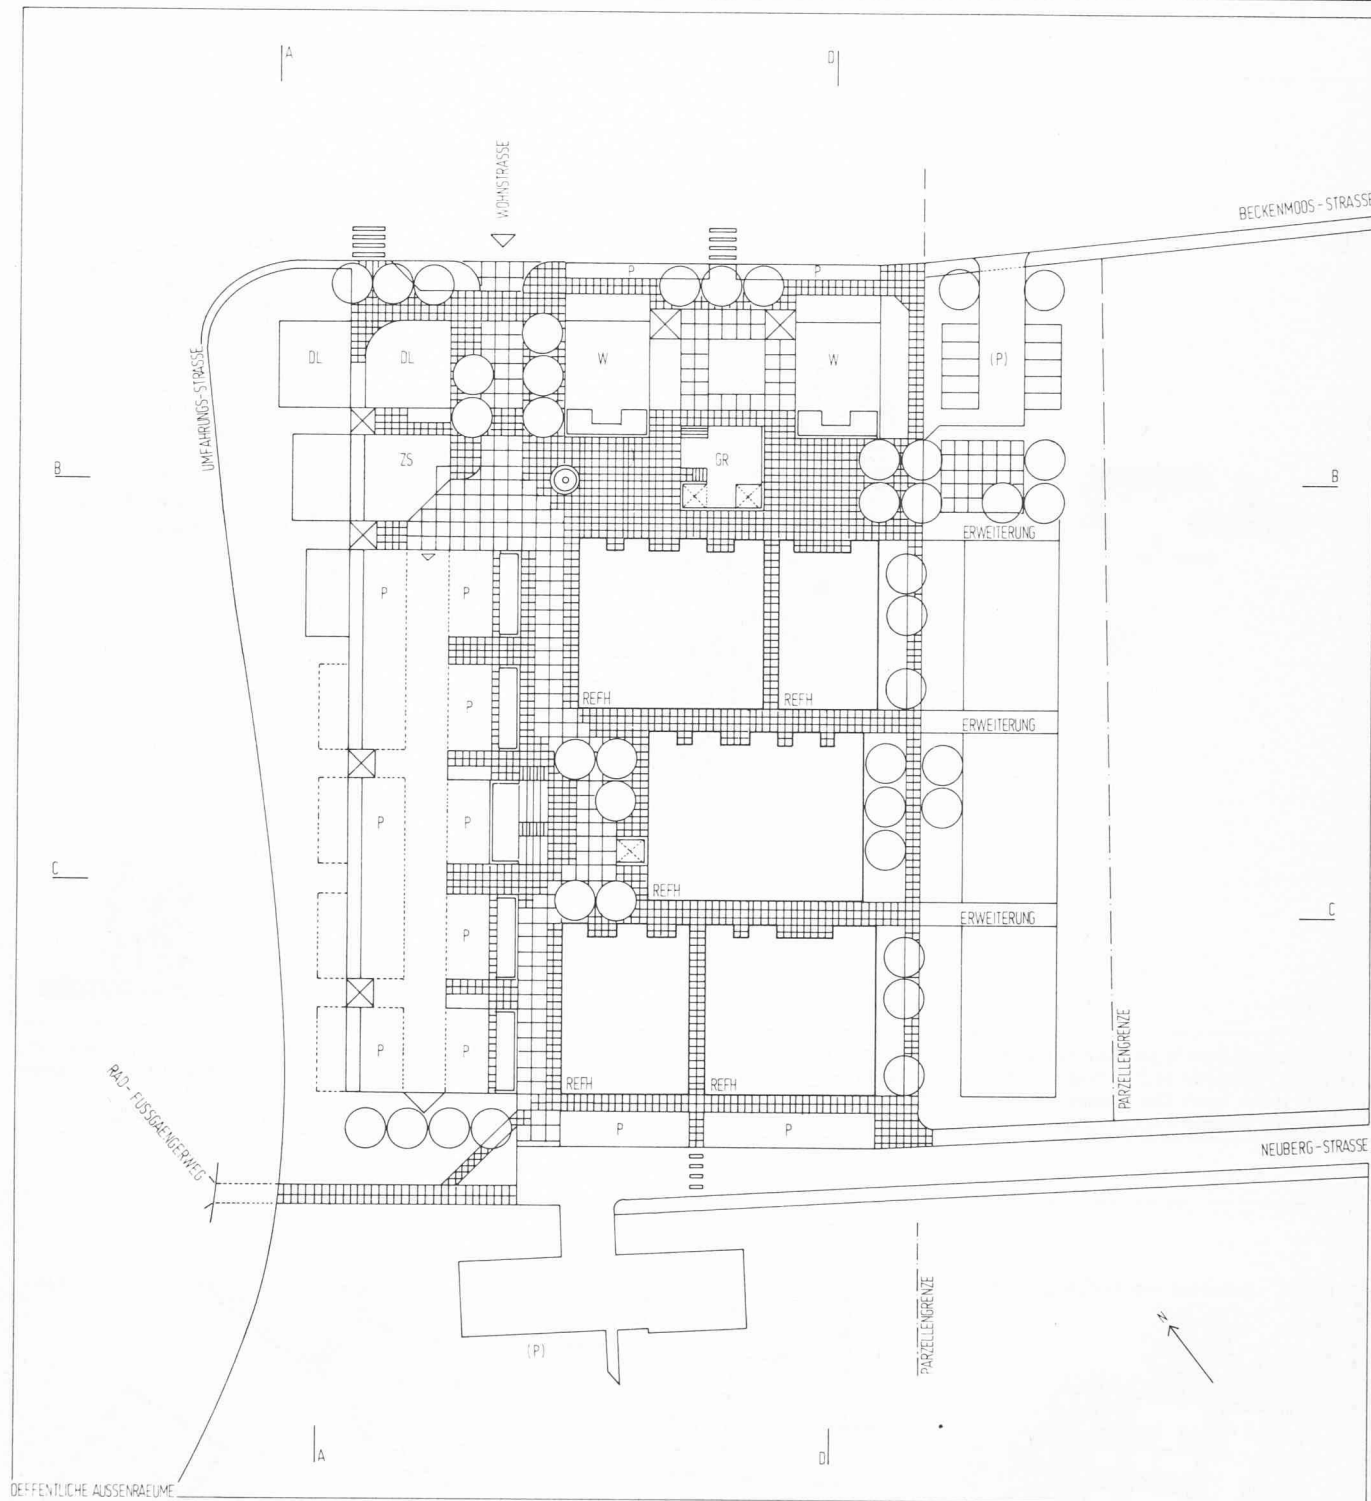 A
D
WOHNSTRASSE
BECKENMOOS-STRASSE
P
P
UMFAHRUNGS-STRASSE
DL
DL
W
W
(P)
B
ZS
GR
B
ERWEITERUNG
P
P
REFH
REFH
P
ERWEITERUNG
P
P
C
REFH
C
ERWEITERUNG
P
P
P
REFH
REFH
PARZELLENGRENZE
RAD-FUSSGAENGERWEG
P
P
NEUBERG-STRASSE
PARZELLENGRENZE
N
(P)
A
D
OEFFENTLICHE AUSSENRAEUME